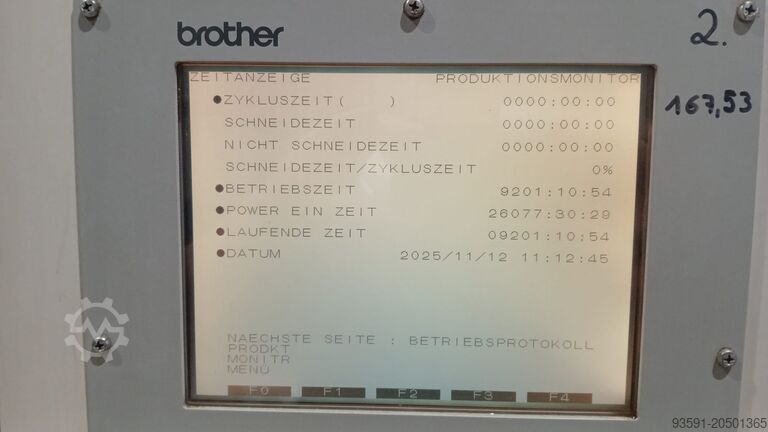 brother
2.
167,53
ZEITANZEIGE PRODUKTIONSMONITOR
●ZYKLUSZEIT( ) 0000:00:00
SCHNEIDEZEIT 0000:00:00
NICHT SCHNEIDEZEIT 0000:00:00
SCHNEIDEZEIT/ZYKLUSZEIT 0%
●BETRIEBSZEIT 9201:10:54
●POWER EIN ZEIT 26077:30:29
●LAUFENDE ZEIT 09201:10:54
●DATUM 2025/11/12 11:12:45
NAECHSTE SEITE : BETRIEBSPROTOKOLL
PRODKT
MONITR
MENÜ
F0 F1 F2 F3 F4
93591-20501365